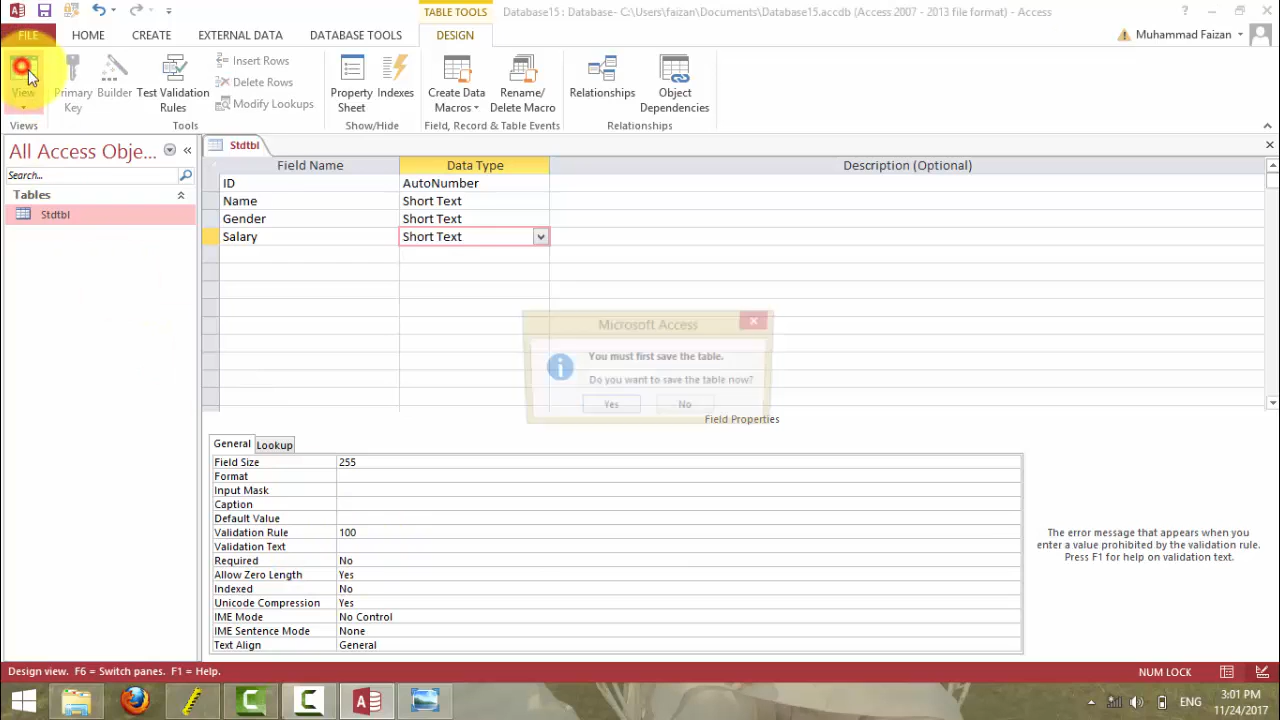 TABLE TOOLS
Database15 : Database- C:\Users\faizan\Documents\Database15.accdb (Access 2007 - 2013 file format) - Access
FILE HOME CREATE EXTERNAL DATA DATABASE TOOLS DESIGN
Muhammad Faizan
View
Primary Key
Builder
Test Validation Rules
Insert Rows
Delete Rows
Modify Lookups
Property Sheet
Indexes
Create Data Macros
Rename/ Delete Macro
Relationships
Object Dependencies
Views Tools Show/Hide Field, Record & Table Events Relationships
All Access Obje...
Search...
Tables
Stdtbl
Stdtbl
Field Name Data Type Description (Optional)
ID AutoNumber
Name Short Text
Gender Short Text
Salary Short Text
Microsoft Access
You must first save the table.
Do you want to save the table now?
Yes No
Field Properties
General Lookup
Field Size 255
Format
Input Mask
Caption
Default Value
Validation Rule 100
Validation Text
Required No
Allow Zero Length Yes
Indexed No
Unicode Compression Yes
IME Mode No Control
IME Sentence Mode None
Text Align General
The error message that appears when you
enter a value prohibited by the validation rule.
Press F1 for help on validation text.
Design view. F6 = Switch panes. F1 = Help.
NUM LOCK
ENG
3:01 PM
11/24/2017